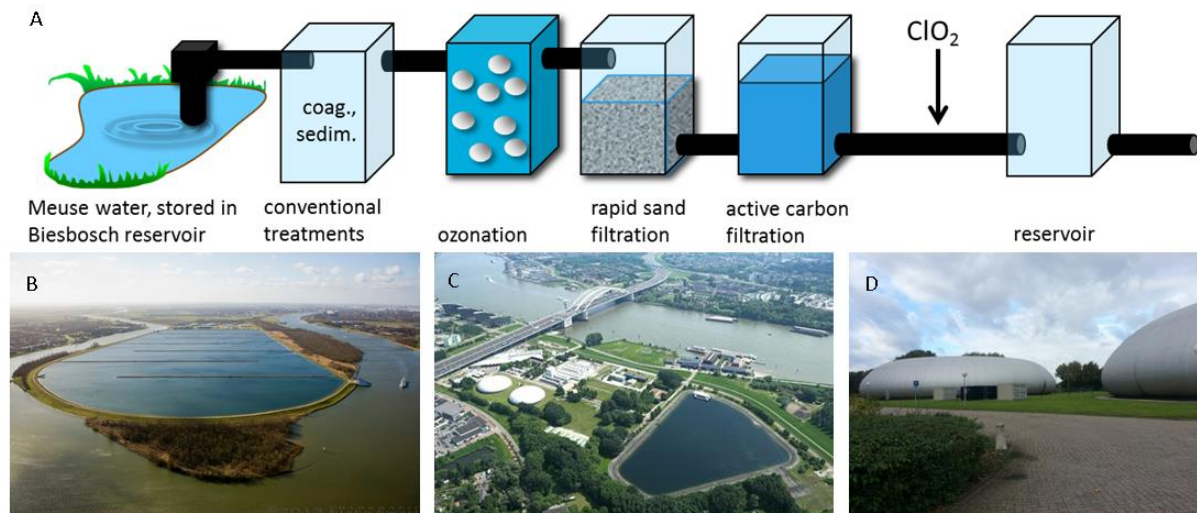 A
ClO₂
coag.,
sedim.
Meuse water, stored in
Biesbosch reservoir
conventional
treatments
ozonation
rapid sand
filtration
active carbon
filtration
reservoir
B
C
D